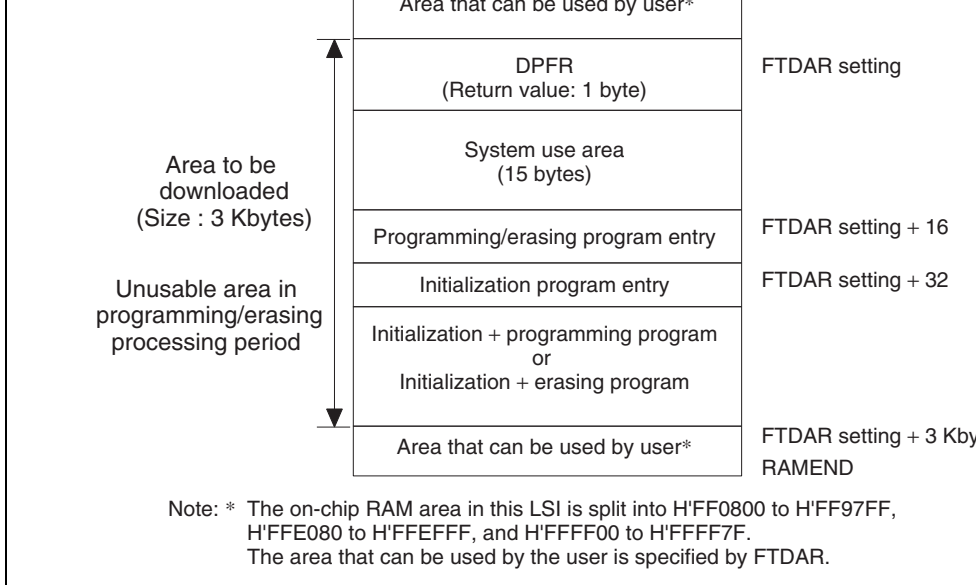 Area that can be used by user*
DPFR
(Return value: 1 byte)
FTDAR setting
System use area
(15 bytes)
Area to be
downloaded
(Size : 3 Kbytes)
Programming/erasing program entry
FTDAR setting + 16
Initialization program entry
FTDAR setting + 32
Unusable area in
programming/erasing
processing period
Initialization + programming program
or
Initialization + erasing program
Area that can be used by user*
FTDAR setting + 3
RAMEND
Note: * The on-chip RAM area in this LSI is split into H'FF0800 to H'FF97FF,
H'FFE080 to H'FFEFFF, and H'FFFF00 to H'FFFF7F.
The area that can be used by the user is specified by FTDAR.